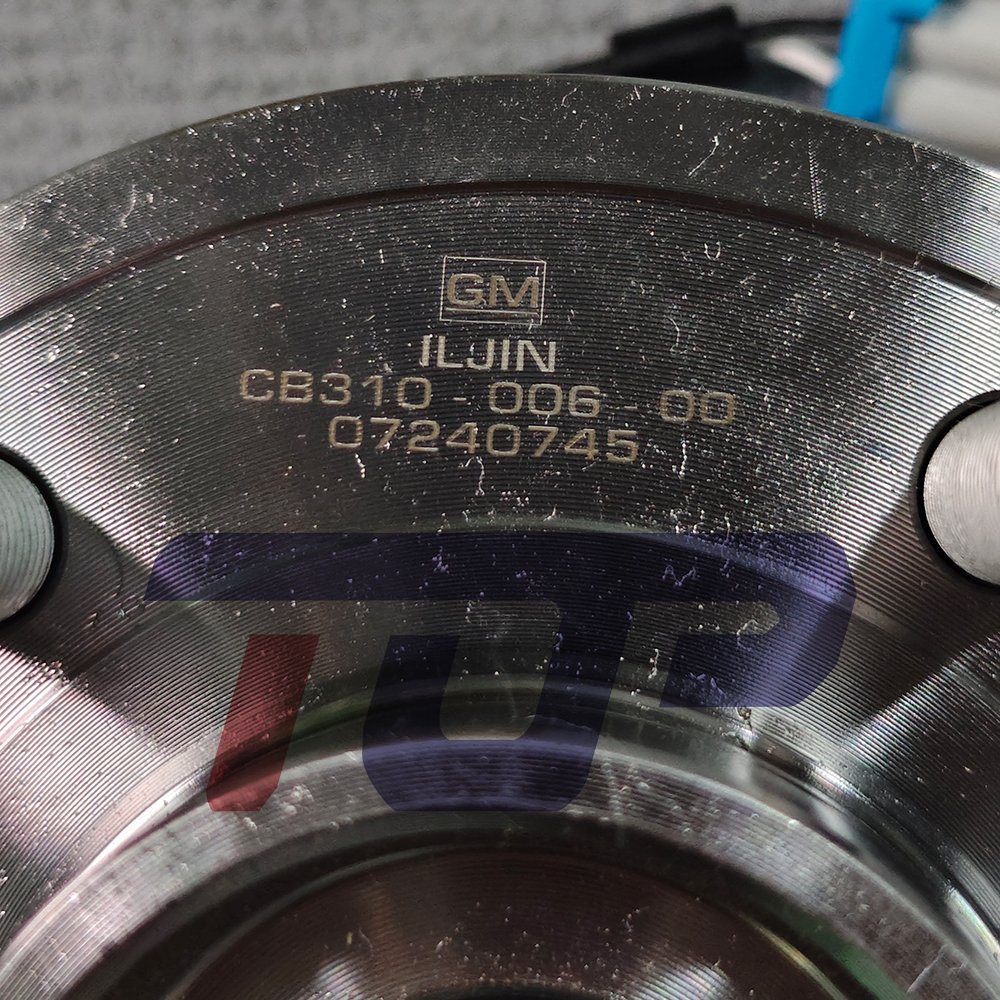 GM
ILJIN
CB310 - 006 - 00
07240745
TOP